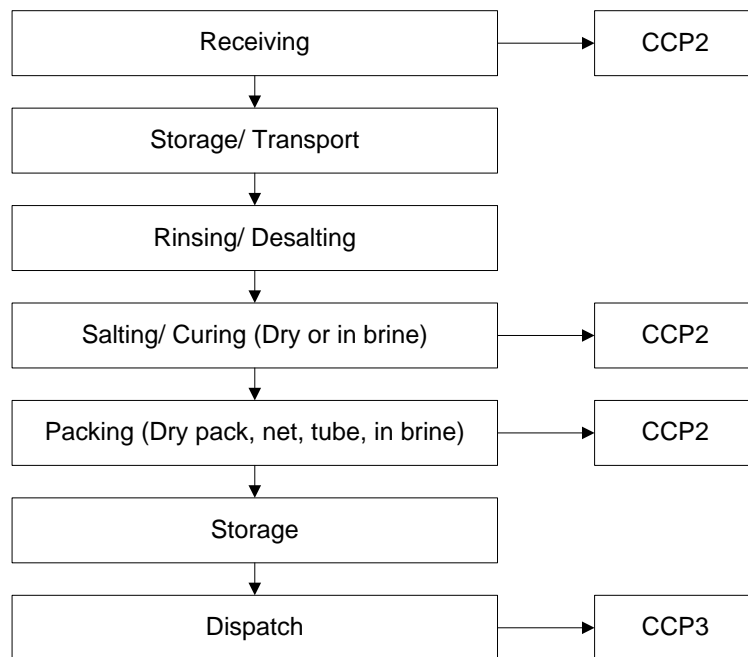 Receiving
CCP2
Storage/ Transport
Rinsing/ Desalting
Salting/ Curing (Dry or in brine)
CCP2
Packing (Dry pack, net, tube, in brine)
CCP2
Storage
Dispatch
CCP3